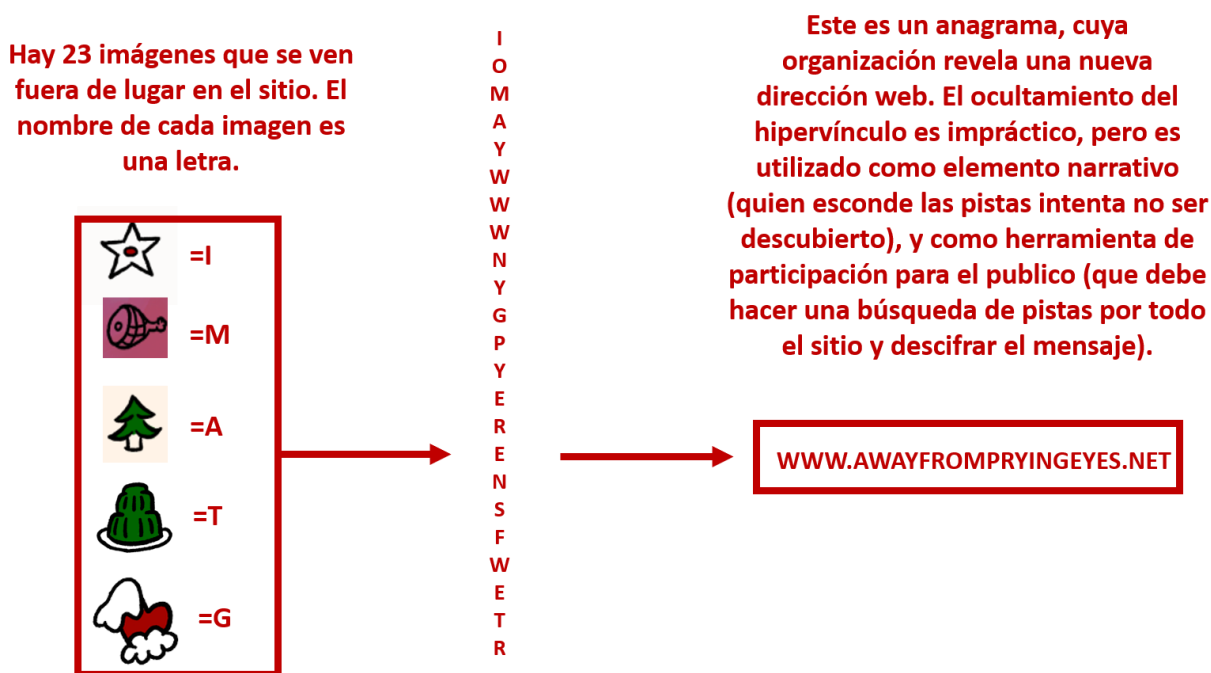 Hay 23 imágenes que se ven
fuera de lugar en el sitio. El
nombre de cada imagen es
una letra.
=I
=M
=A
=T
=G
I
O
M
A
Y
W
W
W
N
Y
G
P
Y
E
R
E
N
S
F
W
E
T
R
Este es un anagrama, cuya
organización revela una nueva
dirección web. El ocultamiento del
hipervínculo es impráctico, pero es
utilizado como elemento narrativo
(quien esconde las pistas intenta no ser
descubierto), y como herramienta de
participación para el publico (que debe
hacer una búsqueda de pistas por todo
el sitio y descifrar el mensaje).
WWW.AWAYFROMPRYINGEYES.NET